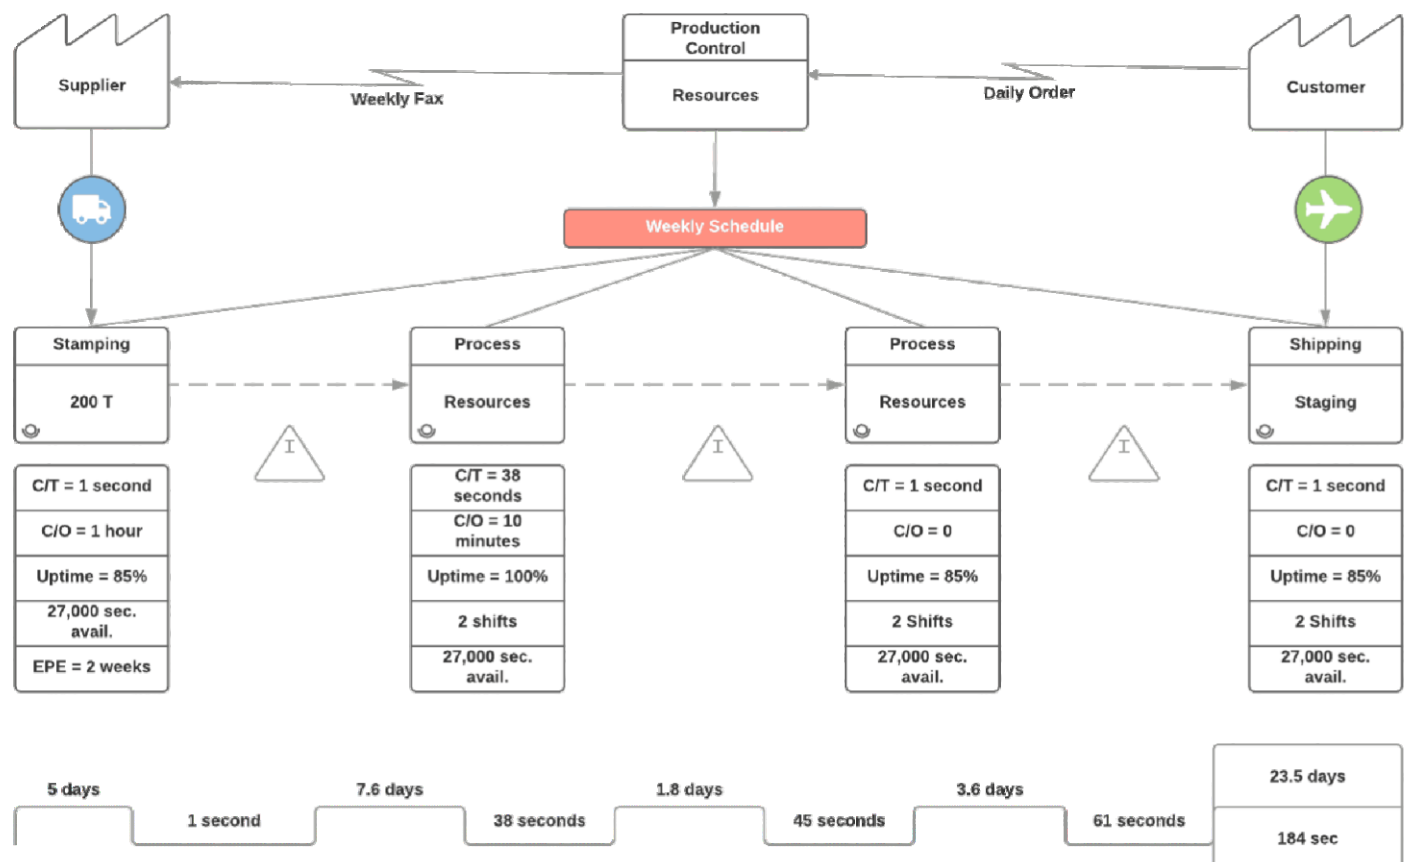 Production
Control
Supplier
Resources
Customer
Weekly Fax
Daily Order
Weekly Schedule
Stamping
200 T
Process
Resources
Process
Resources
Shipping
Staging
I
I
I
C/T = 1 second
C/O = 1 hour
Uptime = 85%
27,000 sec.
avail.
EPE = 2 weeks
C/T = 38
seconds
C/O = 10
minutes
Uptime = 100%
2 shifts
27,000 sec.
avail.
C/T = 1 second
C/O = 0
Uptime = 85%
2 Shifts
27,000 sec.
avail.
C/T = 1 second
C/O = 0
Uptime = 85%
2 Shifts
27,000 sec.
avail.
5 days
1 second
7.6 days
38 seconds
1.8 days
45 seconds
3.6 days
61 seconds
23.5 days
184 sec